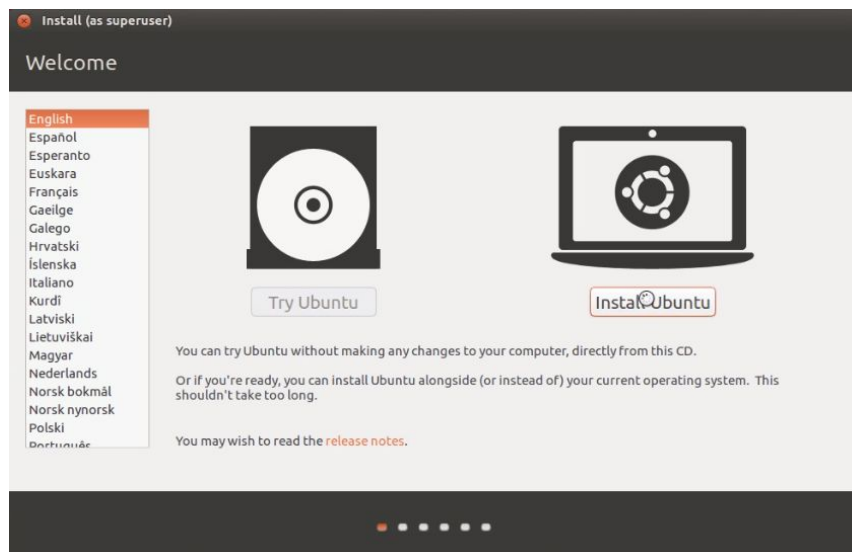 Install (as superuser)
Welcome
English
Español
Esperanto
Euskara
Français
Gaeilge
Galego
Hrvatski
Íslenska
Italiano
Kurdî
Latviski
Lietuviškai
Magyar
Nederlands
Norsk bokmål
Norsk nynorsk
Polski
Português
Try Ubuntu
Install Ubuntu
You can try Ubuntu without making any changes to your computer, directly from this CD.
Or if you're ready, you can install Ubuntu alongside (or instead of) your current operating system. This
shouldn't take too long.
You may wish to read the release notes.